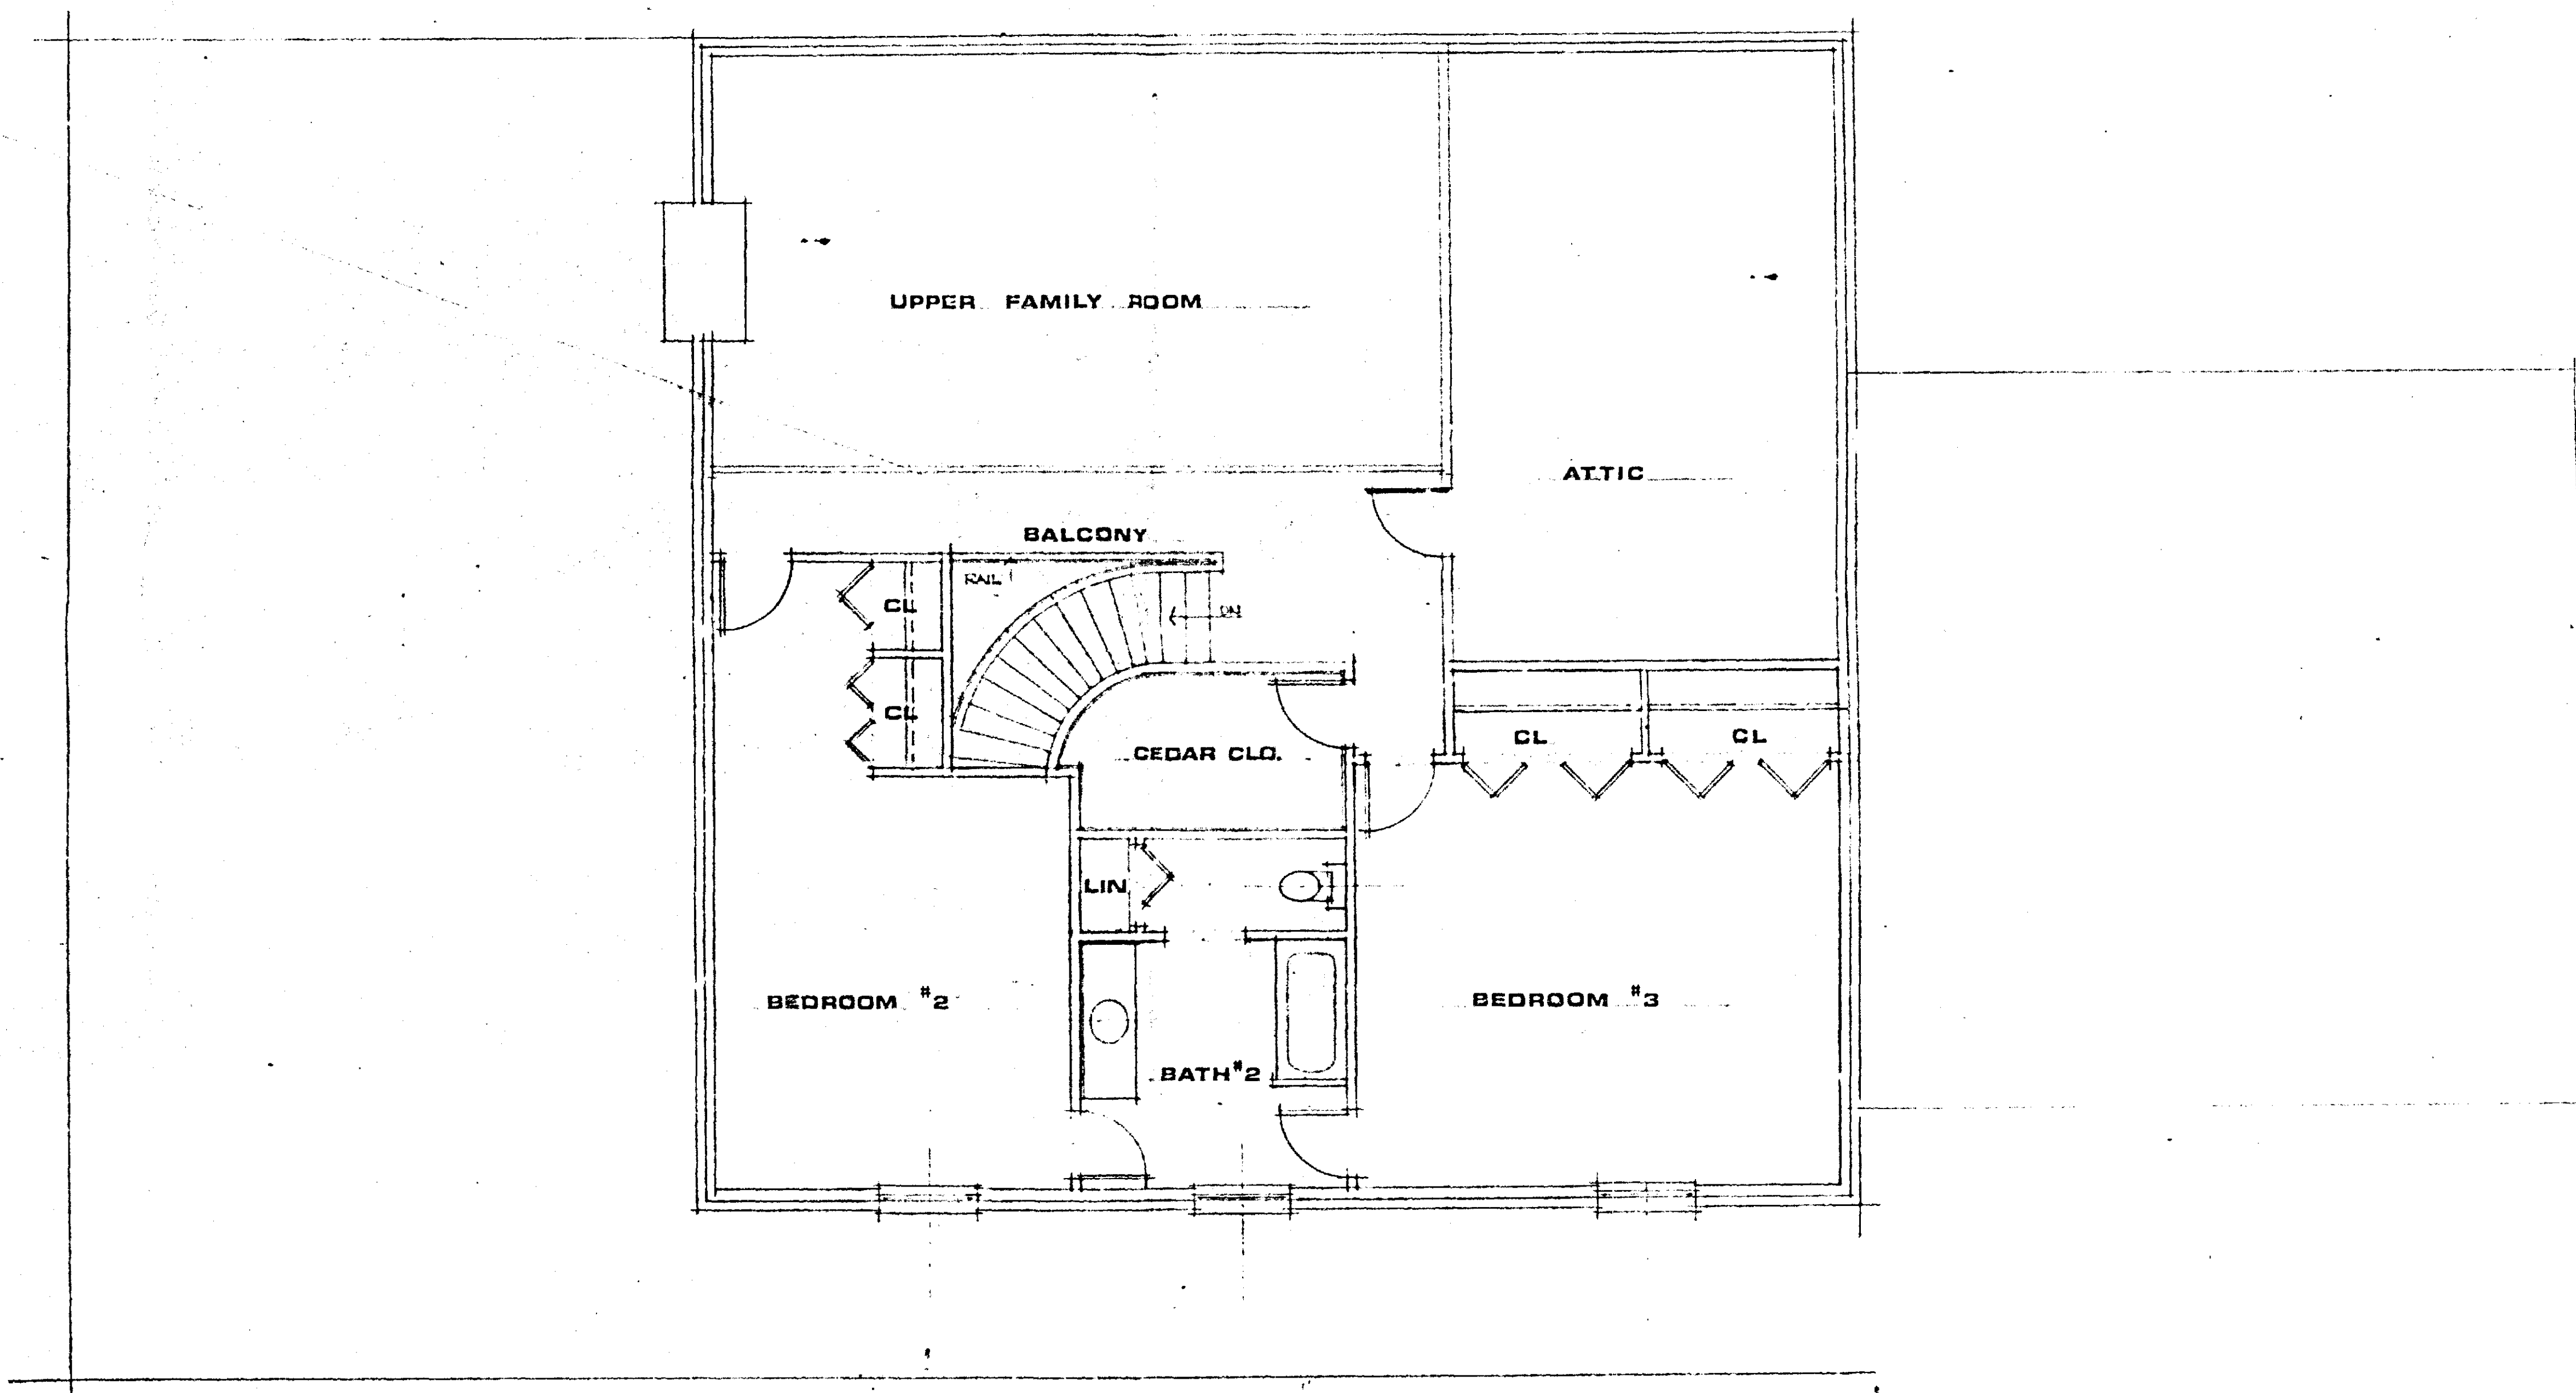 UPPER FAMILY ROOM
ATTIC
BALCONY
RAIL
CL
DN
CL
CEDAR CLO.
CL
CL
LIN
BEDROOM #2
BEDROOM #3
BATH #2